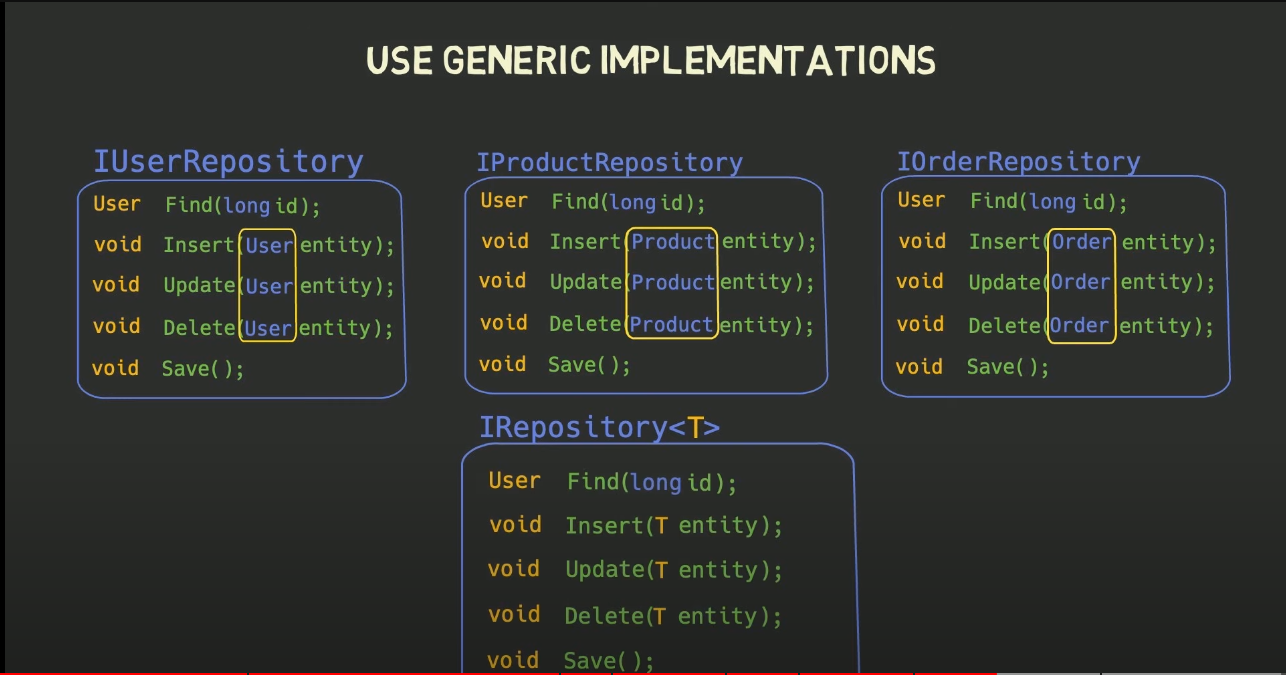 USE GENERIC IMPLEMENTATIONS
IUserRepository
User Find(long id);
void Insert(User entity);
void Update(User entity);
void Delete(User entity);
void Save();
IProductRepository
User Find(long id);
void Insert(Product entity);
void Update(Product entity);
void Delete(Product entity);
void Save();
IOrderRepository
User Find(long id);
void Insert(Order entity);
void Update(Order entity);
void Delete(Order entity);
void Save();
IRepository<T>
User Find(long id);
void Insert(T entity);
void Update(T entity);
void Delete(T entity);
void Save();